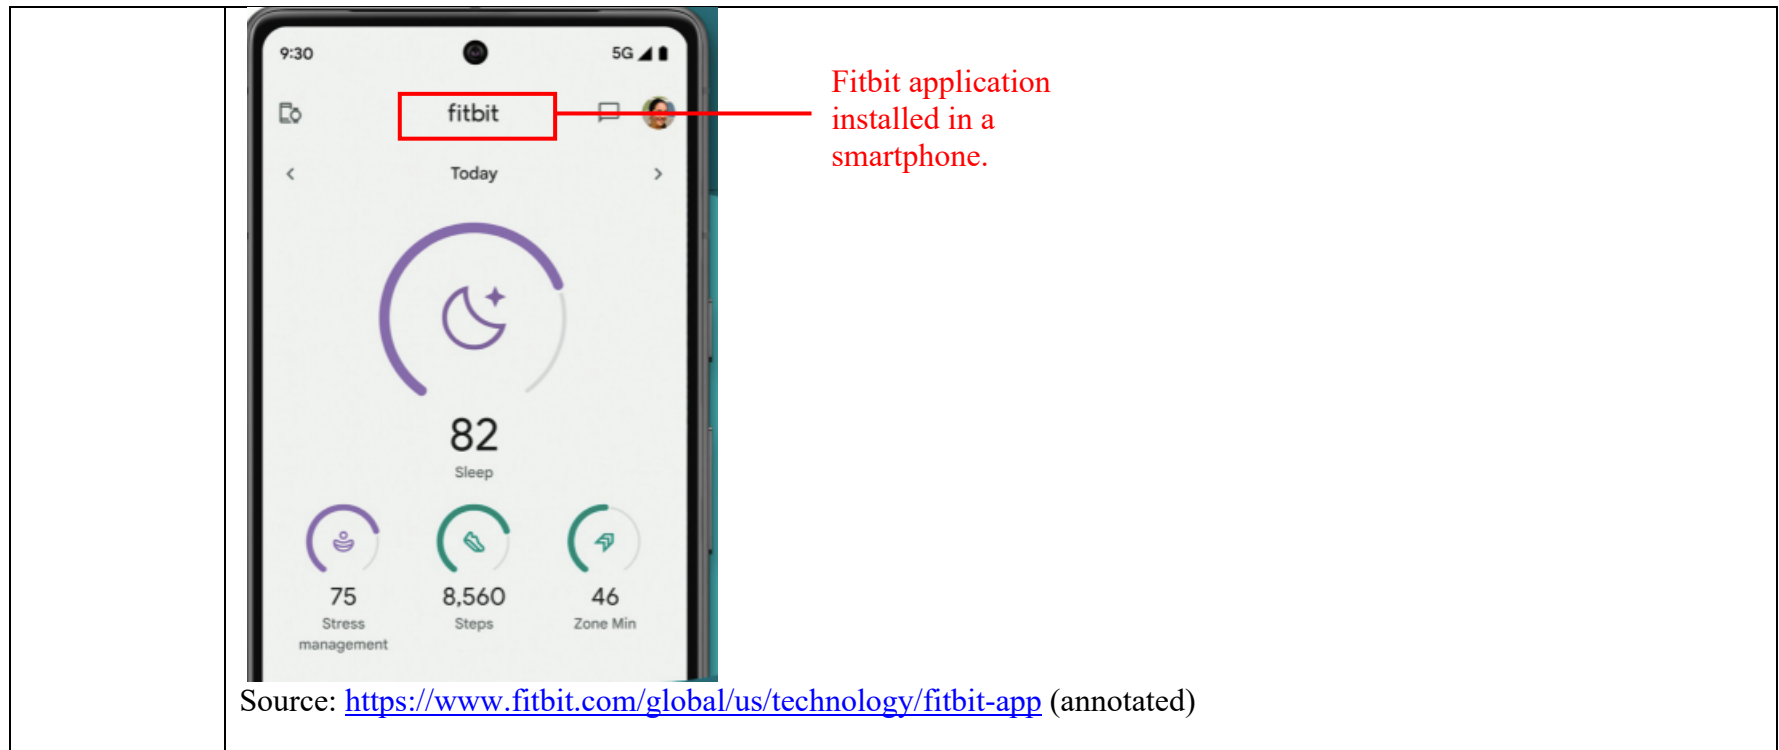 9:30
5G
fitbit
Today
82
Sleep
75
8,560
46
Stress
management
Steps
Zone Min
Fitbit application
installed in a
smartphone.
Source: https://www.fitbit.com/global/us/technology/fitbit-app (annotated)